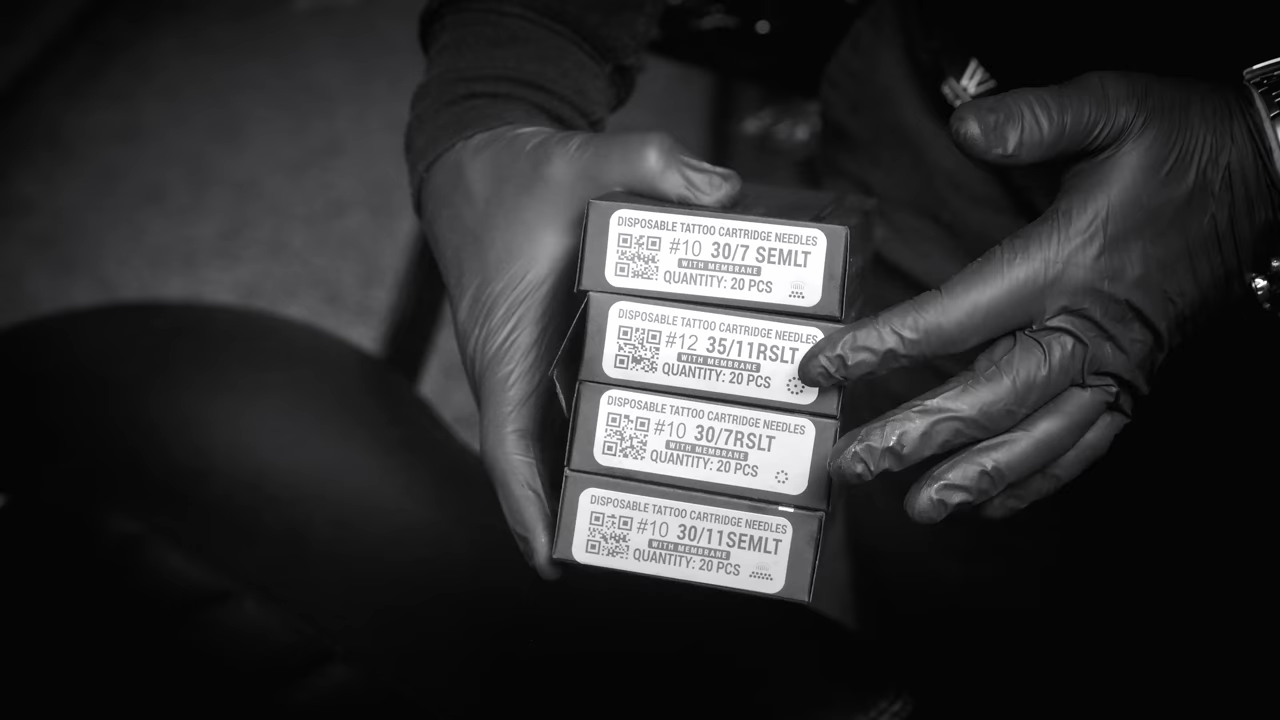 DISPOSABLE TATTOO CARTRIDGE NEEDLES
#10 30/7 SEMLT
WITH MEMBRANE
QUANTITY: 20 PCS
DISPOSABLE TATTOO CARTRIDGE NEEDLES
#12 35/11RSLT
WITH MEMBRANE
QUANTITY: 20 PCS
DISPOSABLE TATTOO CARTRIDGE NEEDLES
#10 30/7RSLT
WITH MEMBRANE
QUANTITY: 20 PCS
DISPOSABLE TATTOO CARTRIDGE NEEDLES
#10 30/11SEMLT
WITH MEMBRANE
QUANTITY: 20 PCS